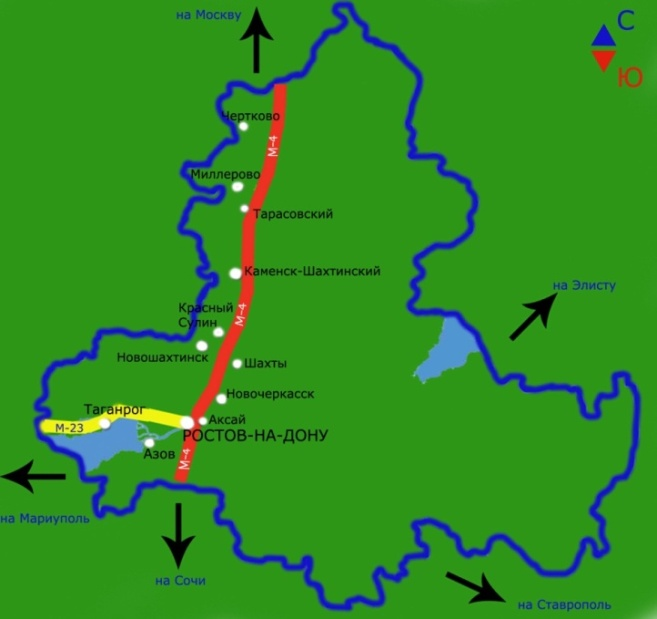 на Москву
С
Ю
Чертково
М-4
Миллерово
Тарасовский
Каменск-Шахтинский
на Элисту
Красный
Сулин
М-4
Новошахтинск
Шахты
Новочеркасск
Таганрог
Аксай
М-23
РОСТОВ-НА-ДОНУ
Азов
М-4
на Мариуполь
на Сочи
на Ставрополь